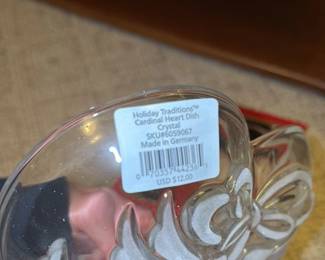 Holiday Traditions™
Cardinal Heart Dish
Crystal
SKU#6059067
Made in Germany
USD $12.00